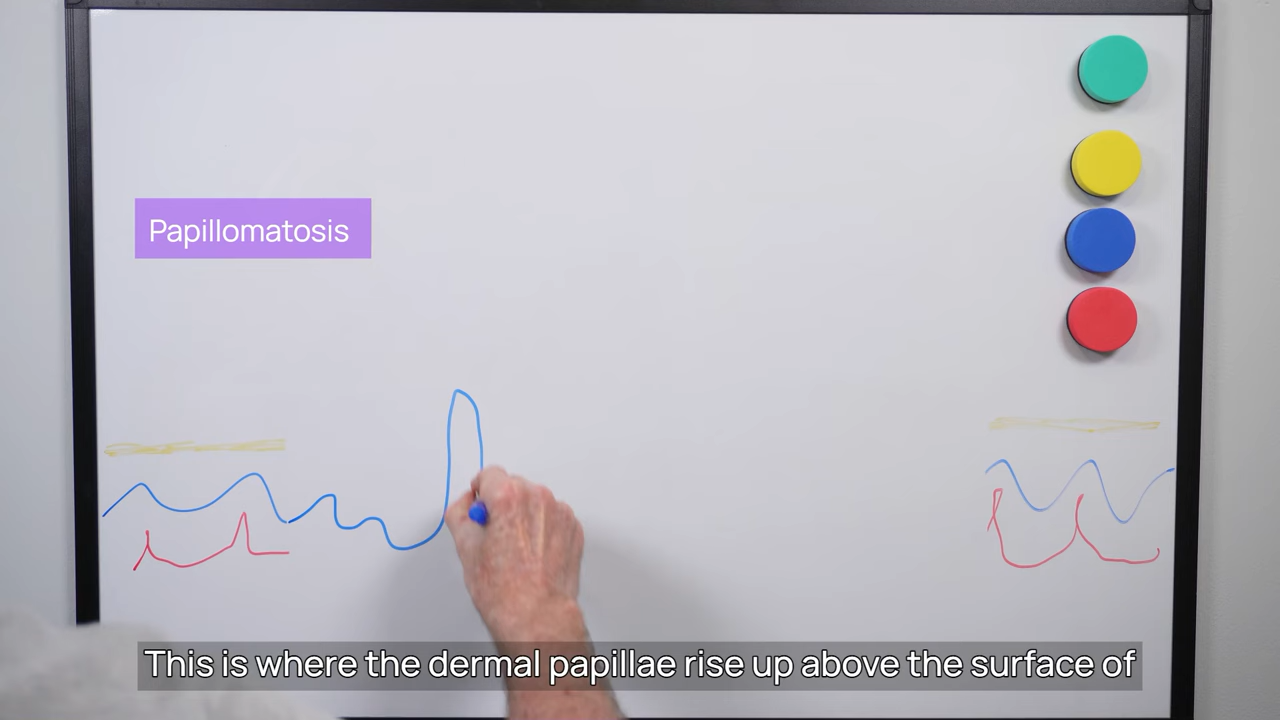 Papillomatosis
This is where the dermal papillae rise up above the surface of